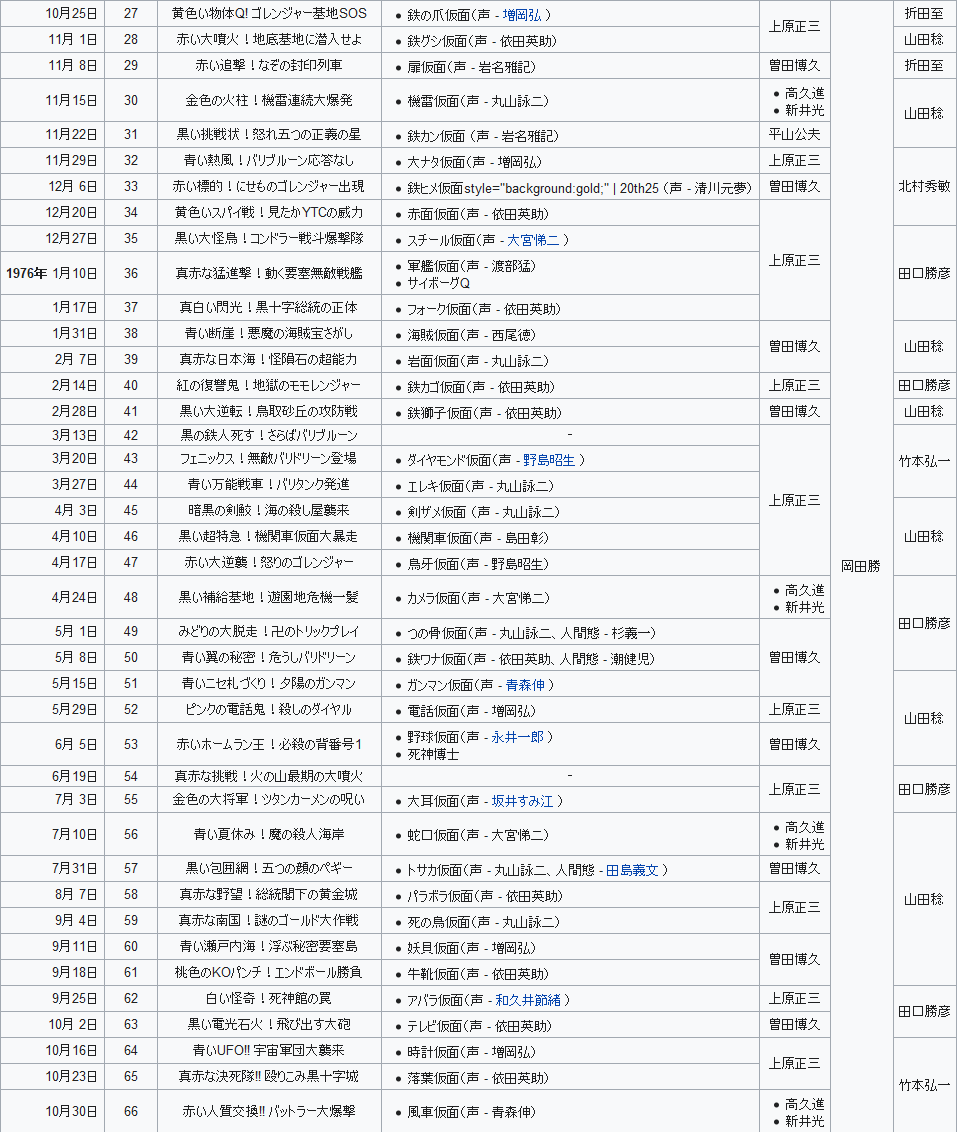 10月25日 27 黄色い物体Q! ゴレンジャー基地SOS • 鉄の爪仮面(声 - 増岡弘 ) 上原正三 折田至
11月 1日 28 赤い大噴火！地底基地に潜入せよ • 鉄グシ仮面(声 - 依田英助) 山田稔
11月 8日 29 赤い追撃！なぞの封印列車 • 扉仮面(声 - 岩名雅記) 曽田博久 折田至
11月15日 30 金色の火柱！機雷連続大爆発 • 機雷仮面(声 - 丸山詠二) • 高久進
• 新井光 山田稔
11月22日 31 黒い挑戦状！怒れ五つの正義の星 • 鉄カン仮面 (声 - 岩名雅記) 平山公夫
11月29日 32 青い熱風！バリブルーン応答なし • 大ナタ仮面(声 - 増岡弘) 上原正三 北村秀敏
12月 6日 33 赤い標的！にせものゴレンジャー出現 • 鉄ヒメ仮面style="background:gold;" | 20th25 (声 - 清川元夢) 曽田博久
12月20日 34 黄色いスパイ戦！見たかYTCの威力 • 赤面仮面(声 - 依田英助) 上原正三
12月27日 35 黒い大怪鳥！コンドラー戦斗爆撃隊 • スチール仮面(声 - 大宮悌二 ) 田口勝彦
1976年 1月10日 36 真赤な猛進撃！動く要塞無敵戦艦 • 軍艦仮面(声 - 渡部猛)
• サイボーグQ
1月17日 37 真白い閃光！黒十字総統の正体 • フォーク仮面(声 - 依田英助)
1月31日 38 青い断崖！悪魔の海賊宝さがし • 海賊仮面(声 - 西尾徳) 曽田博久 山田稔
2月 7日 39 真赤な日本海！怪隕石の超能力 • 岩面仮面(声 - 丸山詠二)
2月14日 40 紅の復讐鬼！地獄のモモレンジャー • 鉄カゴ仮面(声 - 依田英助) 上原正三 田口勝彦
2月28日 41 黒い大逆転！鳥取砂丘の攻防戦 • 鉄獅子仮面(声 - 依田英助) 曽田博久 山田稔
3月13日 42 黒の鉄人死す！さらばバリブルーン - 上原正三 竹本弘一
3月20日 43 フェニックス！無敵バリドリーン登場 • ダイヤモンド仮面(声 - 野島昭生 )
3月27日 44 青い万能戦車！バリタンク発進 • エレキ仮面(声 - 丸山詠二)
4月 3日 45 暗黒の剣鮫！海の殺し屋襲来 • 剣ザメ仮面 (声 - 丸山詠二) 山田稔
4月10日 46 黒い超特急！機関車仮面大暴走 • 機関車仮面(声 - 島田彰)
4月17日 47 赤い大逆襲！怒りのゴレンジャー • 鳥牙仮面(声 - 野島昭生) 岡田勝
4月24日 48 黒い補給基地！遊園地危機一髪 • カメラ仮面(声 - 大宮悌二) • 高久進
• 新井光 田口勝彦
5月 1日 49 みどりの大脱走！卍のトリックプレイ • つの骨仮面(声 - 丸山詠二、人間態 - 杉義一) 曽田博久
5月 8日 50 青い翼の秘密！危うしバリドリーン • 鉄ワナ仮面(声 - 依田英助、人間態 - 潮健児)
5月15日 51 青いニセ札づくり！夕陽のガンマン • ガンマン仮面(声 - 青森伸 ) 山田稔
5月29日 52 ピンクの電話鬼！殺しのダイヤル • 電話仮面(声 - 増岡弘) 上原正三
6月 5日 53 赤いホームラン王！必殺の背番号1 • 野球仮面(声 - 永井一郎 )
• 死神博士 曽田博久
6月19日 54 真赤な挑戦！火の山最期の大噴火 - 上原正三 田口勝彦
7月 3日 55 金色の大将軍！ツタンカーメンの呪い • 大耳仮面(声 - 坂井すみ江 )
7月10日 56 青い夏休み！魔の殺人海岸 • 蛇口仮面(声 - 大宮悌二) • 高久進
• 新井光 山田稔
7月31日 57 黒い包囲網！五つの顔のペギー • トサカ仮面(声 - 丸山詠二、人間態 - 田島義文 ) 曽田博久
8月 7日 58 真赤な野望！総統閣下の黄金城 • パラボラ仮面(声 - 依田英助) 上原正三
9月 4日 59 真赤な南国！謎のゴールド大作戦 • 死の鳥仮面(声 - 丸山詠二)
9月11日 60 青い瀬戸内海！浮ぶ秘密要塞島 • 妖貝仮面(声 - 増岡弘) 曽田博久
9月18日 61 桃色のKOパンチ！エンドボール勝負 • 牛靴仮面(声 - 依田英助)
9月25日 62 白い怪奇！死神館の罠 • アバラ仮面(声 - 和久井節緒 ) 上原正三 田口勝彦
10月 2日 63 黒い電光石火！飛び出す大砲 • テレビ仮面(声 - 依田英助) 曽田博久
10月16日 64 青いUFO!! 宇宙軍団大襲来 • 時計仮面(声 - 増岡弘) 上原正三 竹本弘一
10月23日 65 真赤な決死隊!! 殴りこみ黒十字城 • 落葉仮面(声 - 依田英助)
10月30日 66 赤い人質交換!! バットラー大爆撃 • 風車仮面(声 - 青森伸) • 高久進
• 新井光